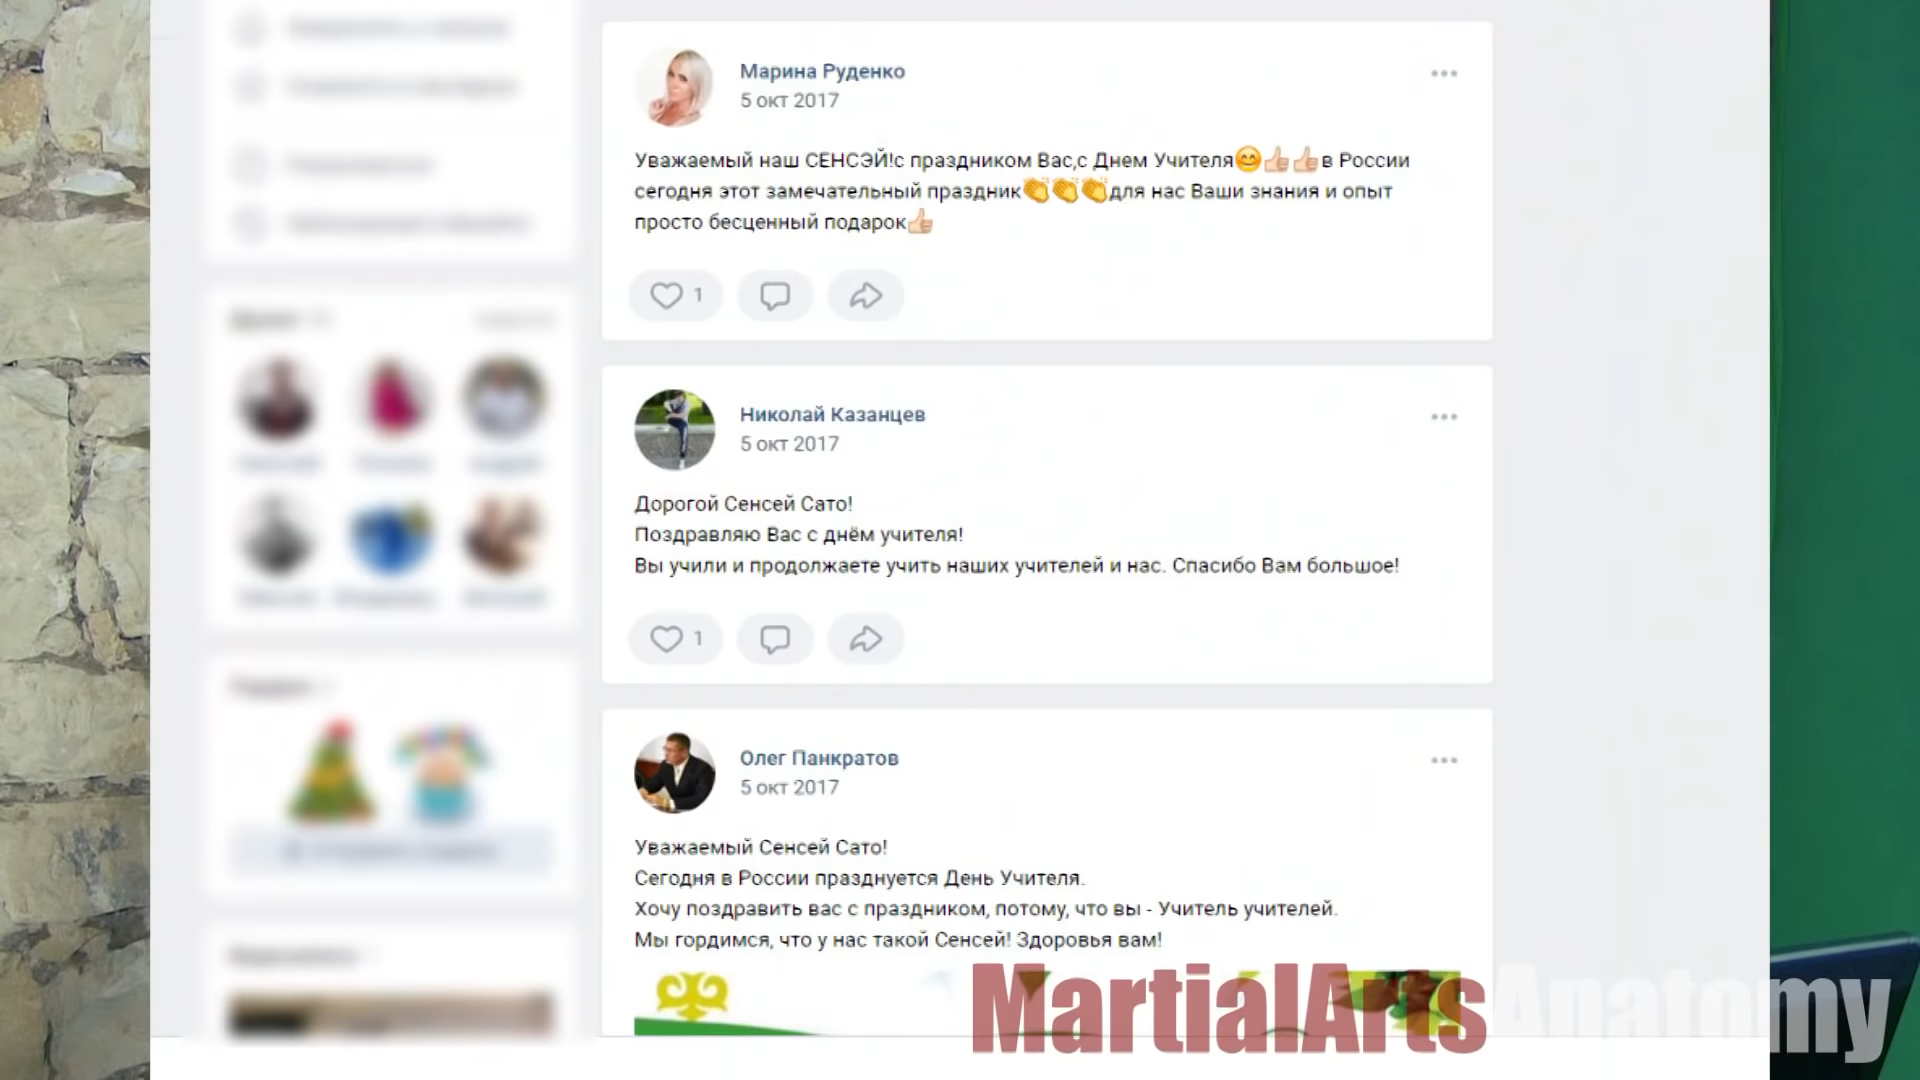 Марина Руденко
5 окт 2017
Уважаемый наш СЕНСЭЙ!с праздником Вас,с Днем Учителя😊👍👍в России
сегодня этот замечательный праздник👏👏👏для нас Ваши знания и опыт
просто бесценный подарок👍
1
Николай Казанцев
5 окт 2017
Дорогой Сенсей Сато!
Поздравляю Вас с днём учителя!
Вы учили и продолжаете учить наших учителей и нас. Спасибо Вам большое!
1
Олег Панкратов
5 окт 2017
Уважаемый Сенсей Сато!
Сегодня в России празднуется День Учителя.
Хочу поздравить вас с праздником, потому, что вы - Учитель учителей.
Мы гордимся, что у нас такой Сенсей! Здоровья вам!
MartialArtsAnatomy